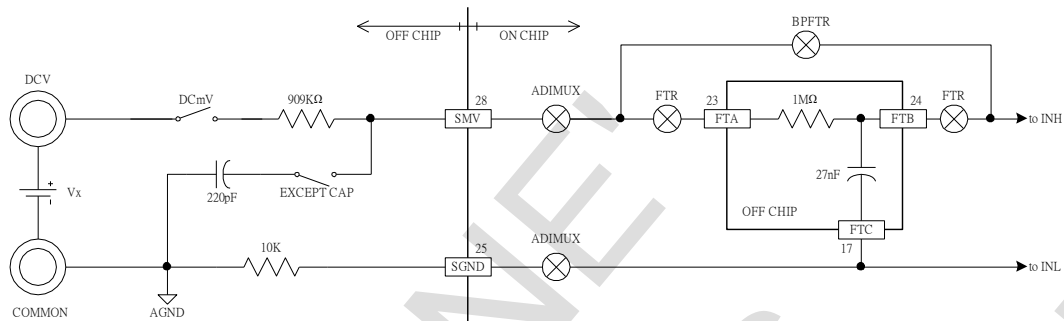 OFF CHIP ON CHIP
BPFTR
DCV
DCmV
909KΩ
28
SMV
ADIMUX
FTR
23
FTA
1MΩ
24
FTB
FTR
to INH
+
Vx
-
220pF
EXCEPT CAP
27nF
OFF CHIP
FTC
17
10K
25
SGND
ADIMUX
to INL
COMMON
AGND